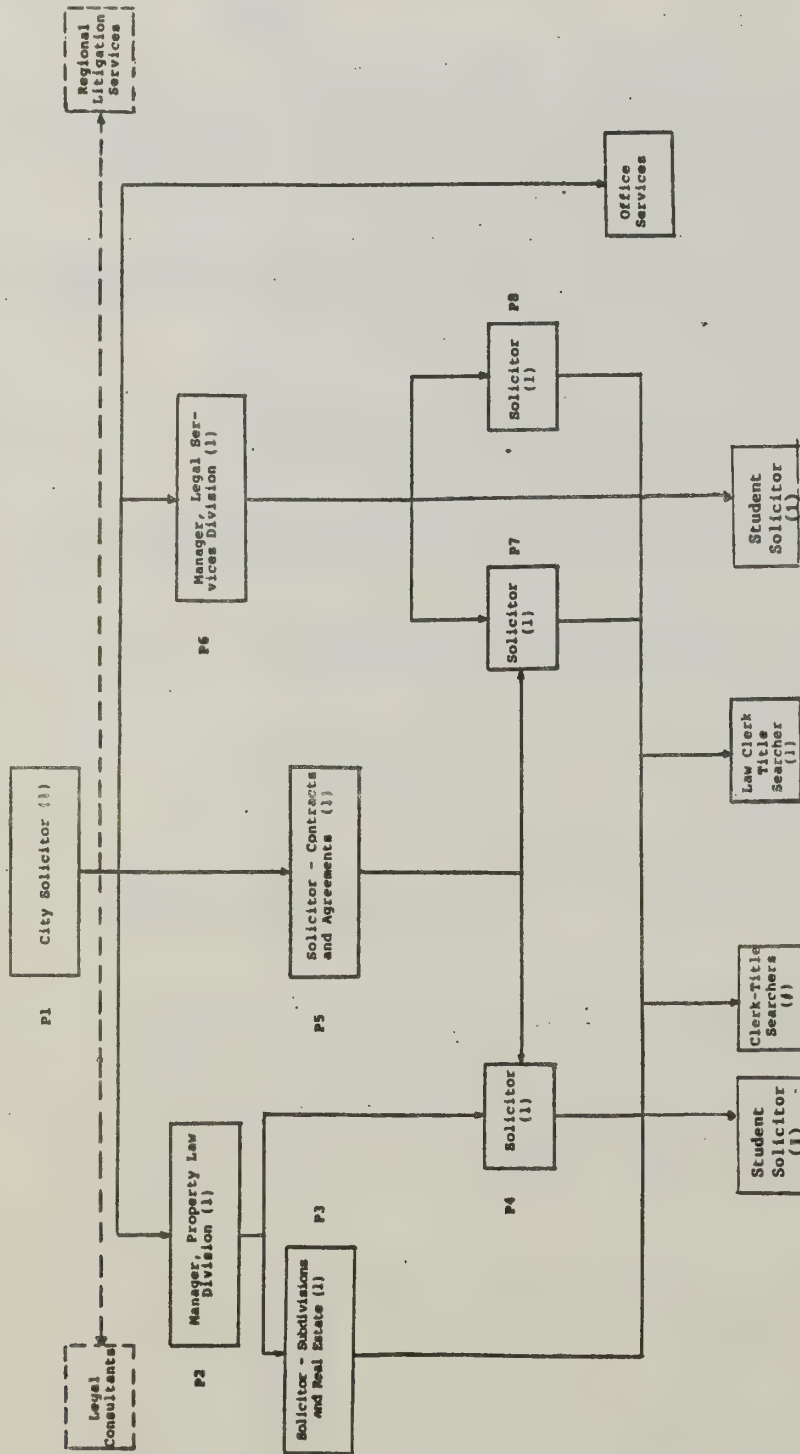 Legal
Consultants
Regional
Litigation
Services
City Solicitor
P1
Manager, Property Law
Division (1)
P2
Manager, Legal Ser-
vices Division (1)
P6
Solicitor - Subdivisions
and Real Estate (1)
P3
Solicitor - Contracts
and Agreements (1)
P5
Solicitor
(1)
P4
Solicitor
(1)
P7
Solicitor
(1)
P8
Office
Services
Student
Solicitor
Clerk-Title
Searchers
Law Clerk
Title
Searcher
(1)
Student
Solicitor
(1)